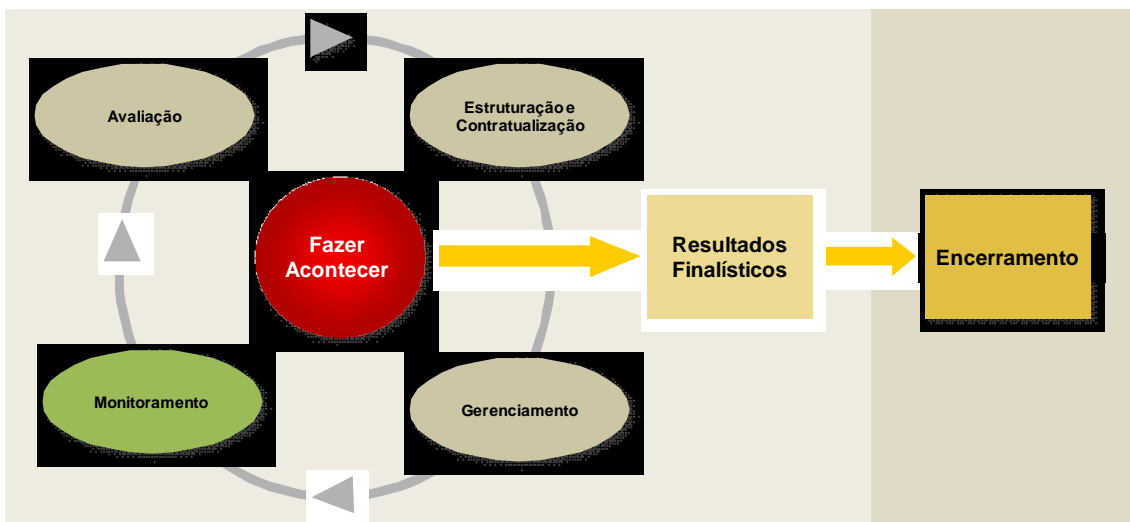 Avaliação
Estruturação e
Contratualização
Fazer
Acontecer
Resultados
Finalísticos
Encerramento
Monitoramento
Gerenciamento